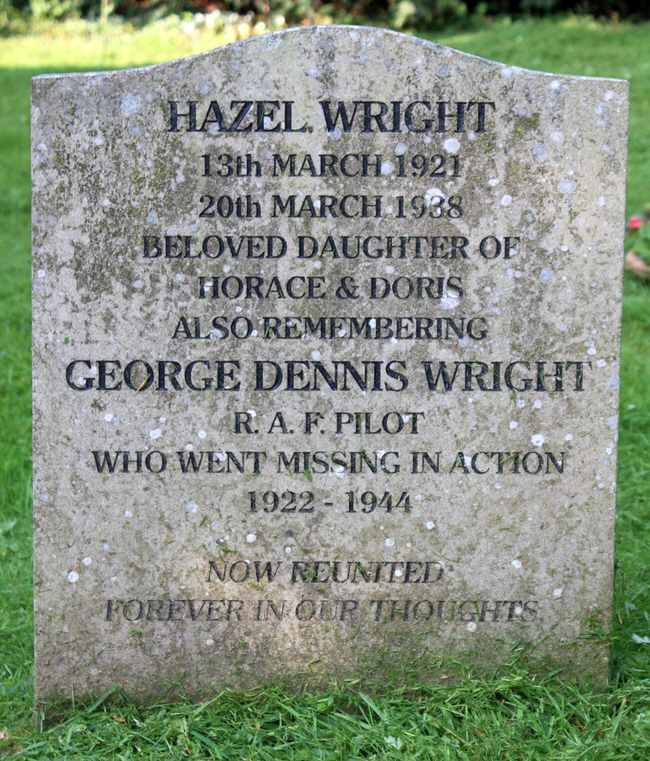 HAZEL WRIGHT
13th MARCH 1921
20th MARCH 1938
BELOVED DAUGHTER OF
HORACE & DORIS
ALSO REMEMBERING
GEORGE DENNIS WRIGHT
R. A. F. PILOT
WHO WENT MISSING IN ACTION
1922 - 1944
NOW REUNITED
FOREVER IN OUR THOUGHTS